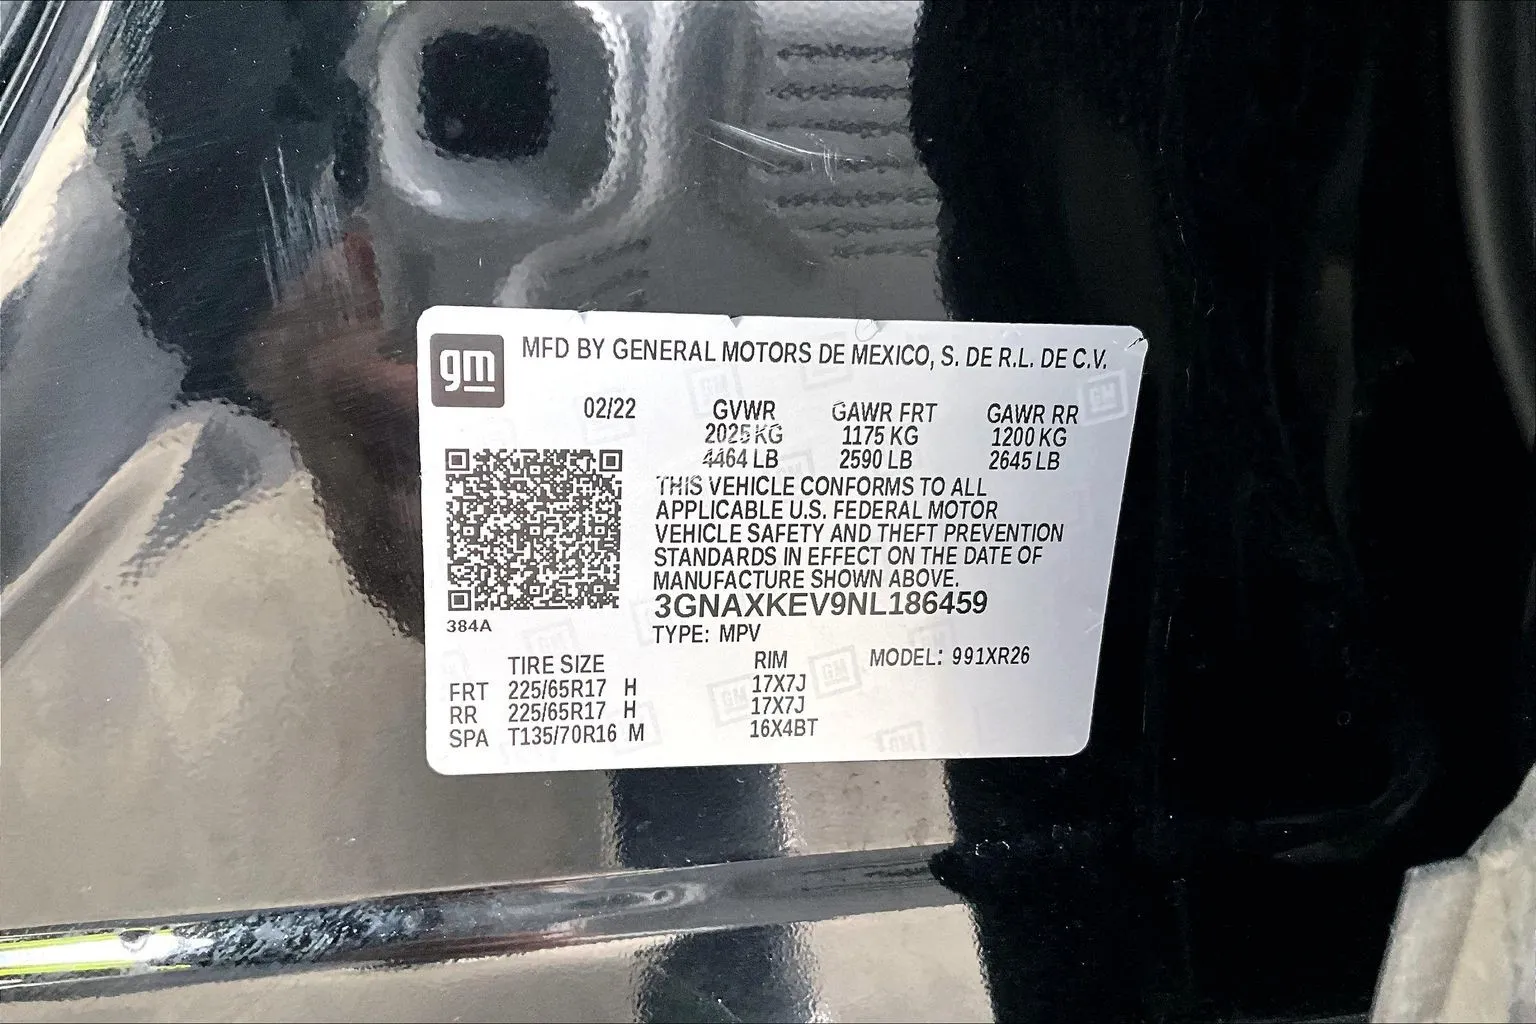 gm MFD BY GENERAL MOTORS DE MEXICO, S. DE R.L. DE C.V.
02/22 GVWR GAWR FRT GAWR RR
2025 KG 1175 KG 1200 KG
4464 LB 2590 LB 2645 LB
THIS VEHICLE CONFORMS TO ALL
APPLICABLE U.S. FEDERAL MOTOR
VEHICLE SAFETY AND THEFT PREVENTION
STANDARDS IN EFFECT ON THE DATE OF
MANUFACTURE SHOWN ABOVE.
3GNAXKEV9NL186459
384A
TYPE: MPV
TIRE SIZE RIM MODEL: 991XR26
FRT 225/65R17 H 17X7J
RR 225/65R17 H 17X7J
SPA T135/70R16 M 16X4BT